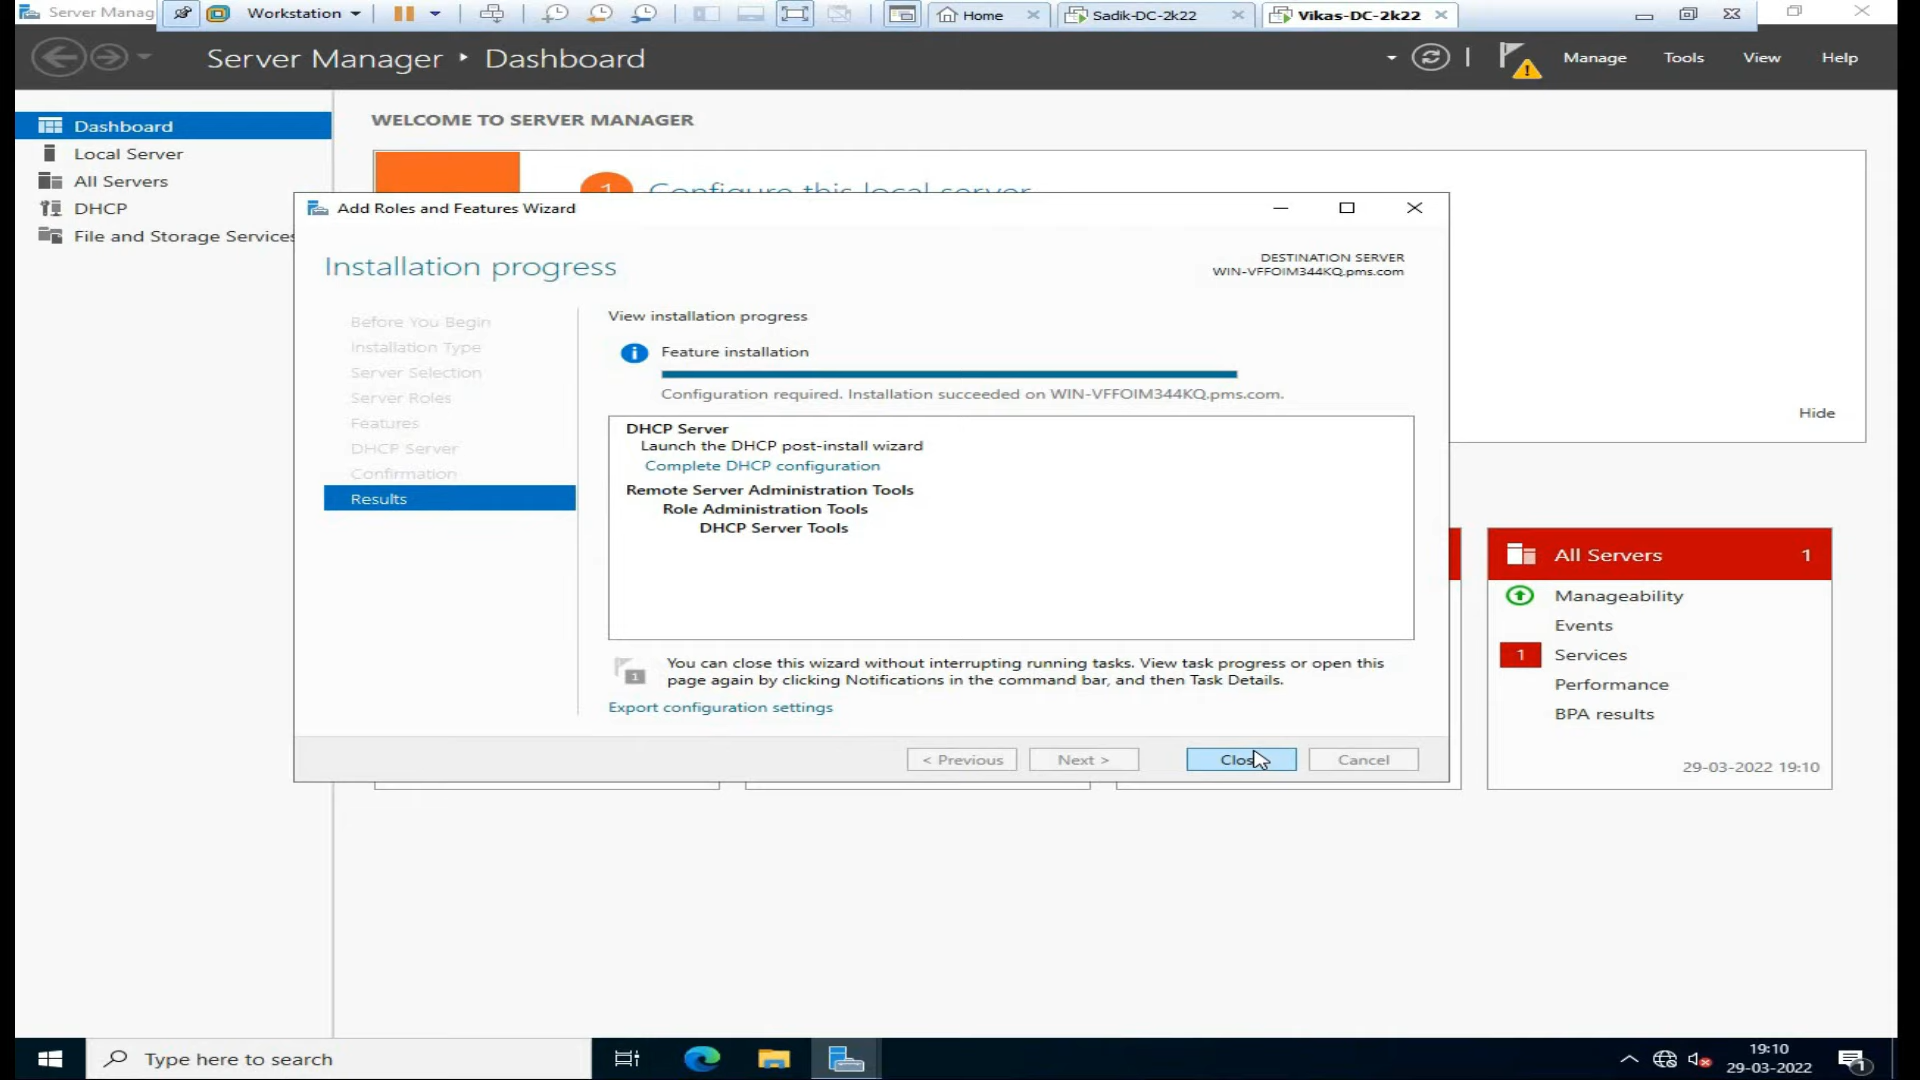 Server Manag
Workstation
Home
Sadik-DC-2k22
Vikas-DC-2k22
Server Manager
Dashboard
Manage
Tools
View
Help
Dashboard
Local Server
All Servers
DHCP
File and Storage Services
WELCOME TO SERVER MANAGER
1 Configure this local server
Hide
Add Roles and Features Wizard
Installation progress
DESTINATION SERVER
WIN-VFFOIM344KQ.pms.com
Before You Begin
Installation Type
Server Selection
Server Roles
Features
DHCP Server
Confirmation
Results
View installation progress
Feature installation
Configuration required. Installation succeeded on WIN-VFFOIM344KQ.pms.com.
DHCP Server
Launch the DHCP post-install wizard
Complete DHCP configuration
Remote Server Administration Tools
Role Administration Tools
DHCP Server Tools
1
You can close this wizard without interrupting running tasks. View task progress or open this
page again by clicking Notifications in the command bar, and then Task Details.
Export configuration settings
< Previous
Next >
Clos
Cancel
All Servers 1
Manageability
Events
1 Services
Performance
BPA results
29-03-2022 19:10
Type here to search
19:10
29-03-2022
1